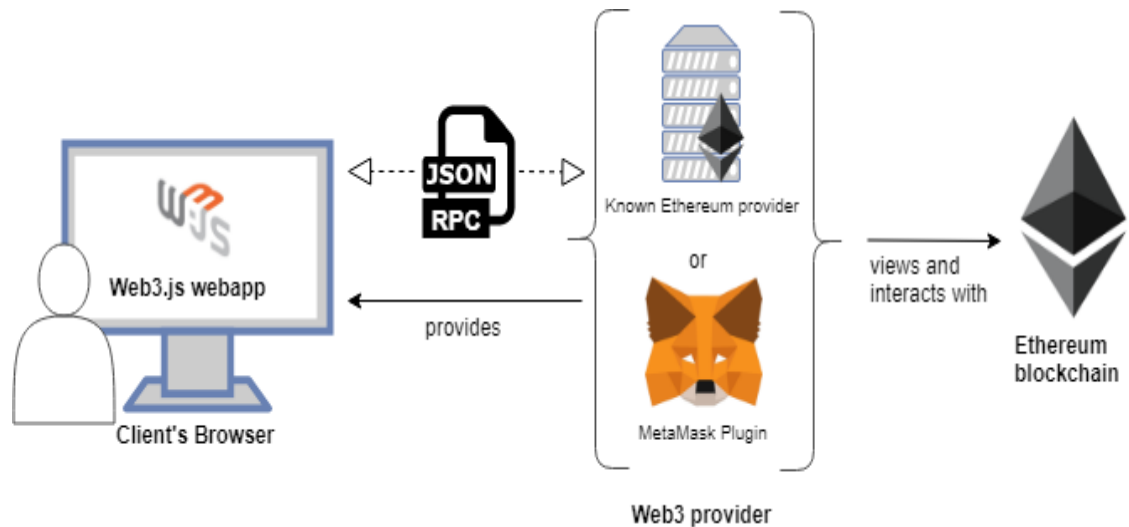 W3JS
Web3.js webapp
Client's Browser
JSON
RPC
provides
Known Ethereum provider
or
MetaMask Plugin
Web3 provider
views and
interacts with
Ethereum
blockchain